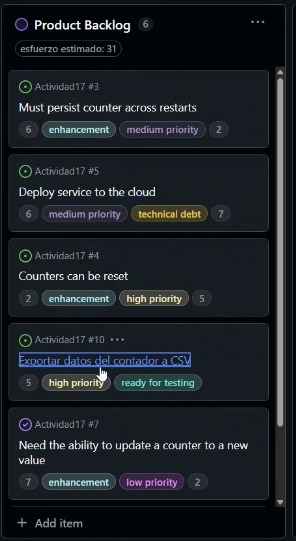 Product Backlog 6
esfuerzo estimado: 31
Actividad17 #3
Must persist counter across restarts
6 enhancement medium priority 2
Actividad17 #5
Deploy service to the cloud
6 medium priority technical debt 7
Actividad17 #4
Counters can be reset
2 enhancement high priority 5
Actividad17 #10
Exportar datos del contador a CSV
5 high priority ready for testing
Actividad17 #7
Need the ability to update a counter to a new
value
7 enhancement low priority 2
+ Add item